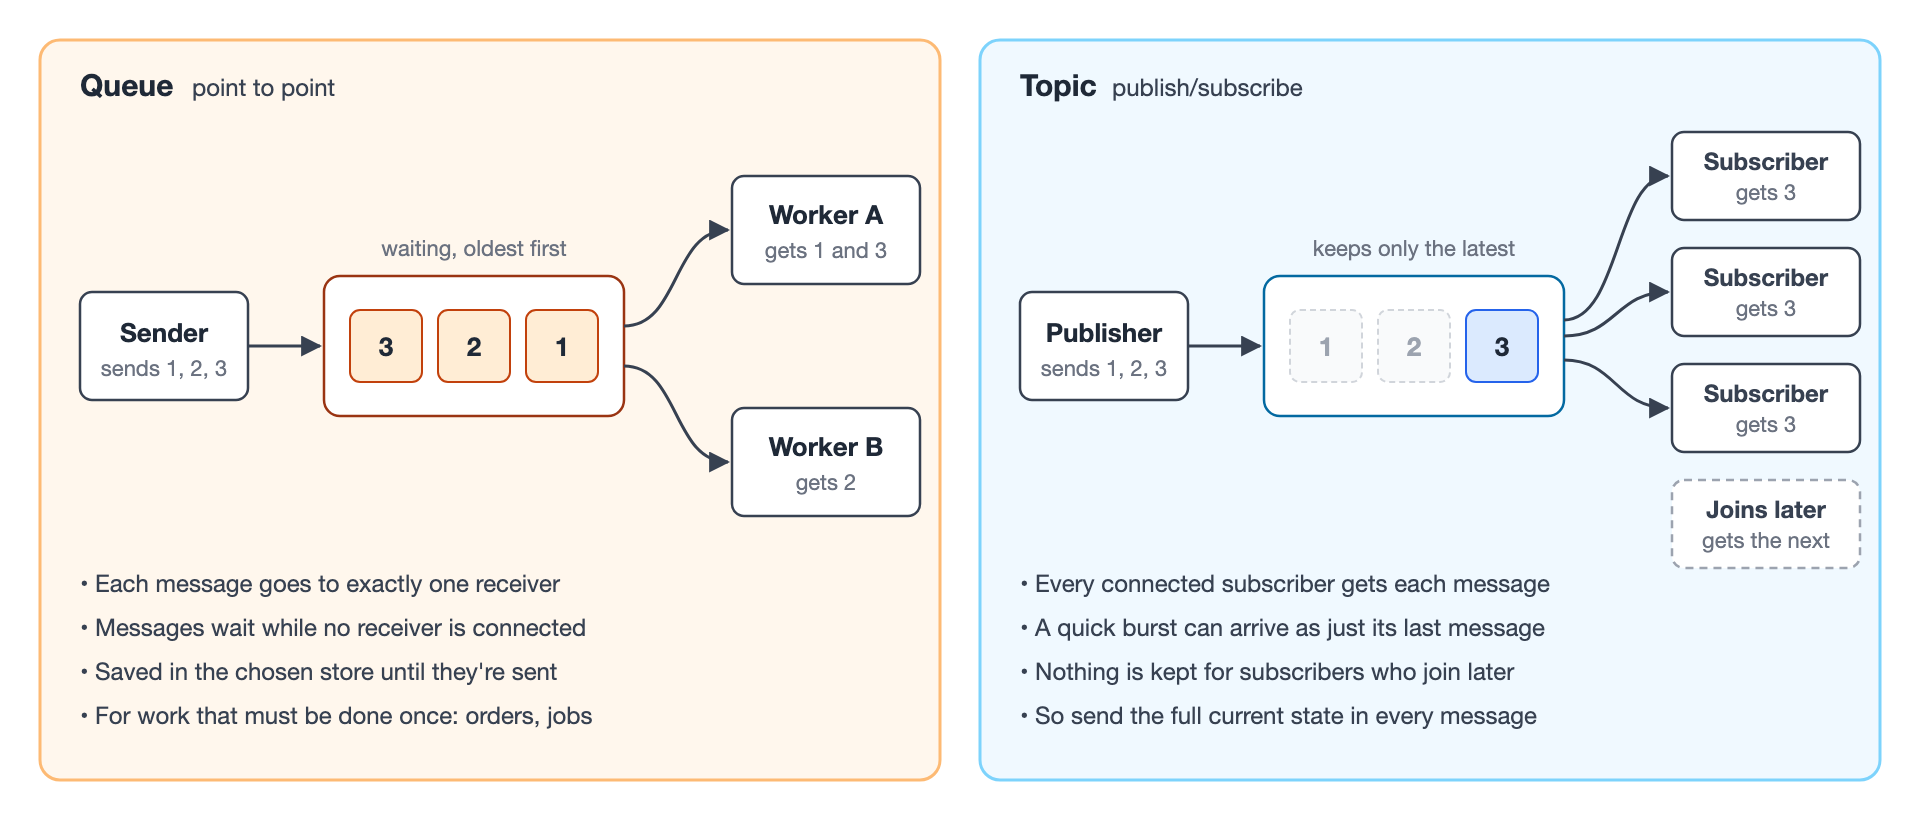 Queue point to point
waiting, oldest first
Sender
sends 1, 2, 3
3 2 1
Worker A
gets 1 and 3
Worker B
gets 2
• Each message goes to exactly one receiver
• Messages wait while no receiver is connected
• Saved in the chosen store until they're sent
• For work that must be done once: orders, jobs
Topic publish/subscribe
keeps only the latest
Publisher
sends 1, 2, 3
1 2 3
Subscriber
gets 3
Subscriber
gets 3
Subscriber
gets 3
Joins later
gets the next
• Every connected subscriber gets each message
• A quick burst can arrive as just its last message
• Nothing is kept for subscribers who join later
• So send the full current state in every message